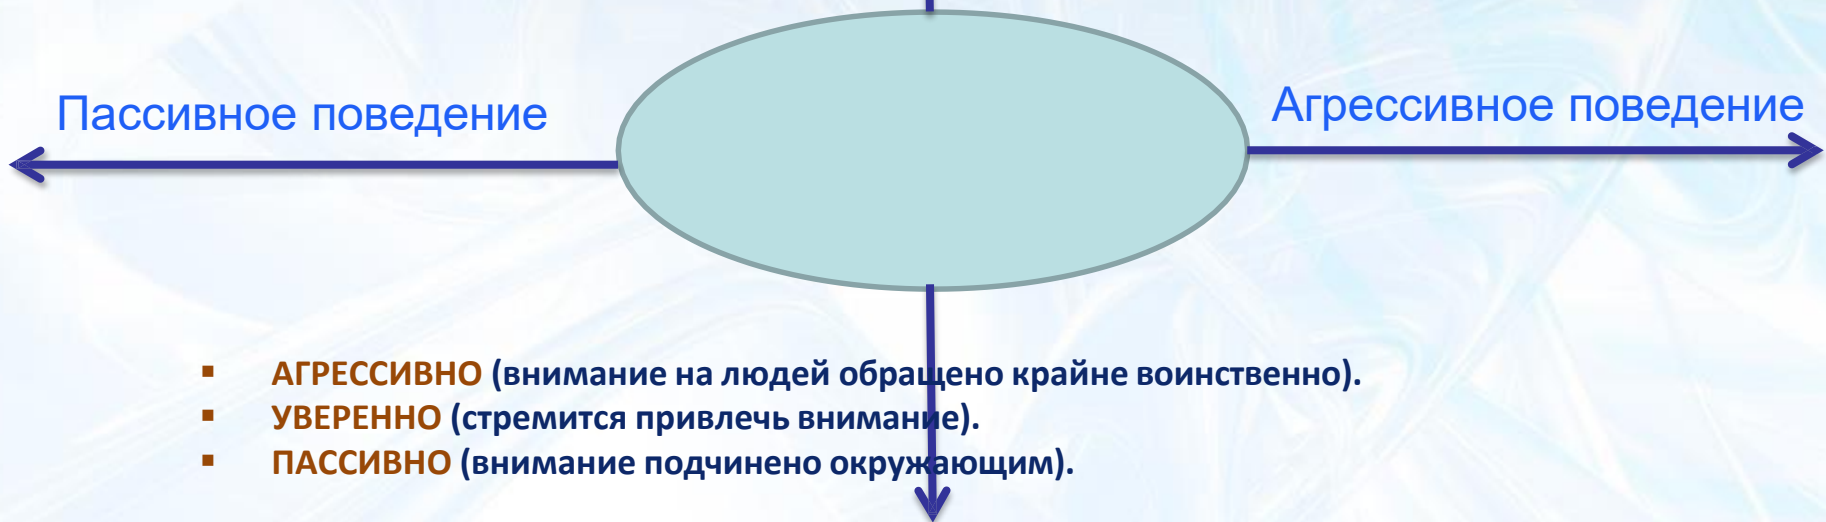 Пассивное поведение
Агрессивное поведение
▪ АГРЕССИВНО (внимание на людей обращено крайне воинственно).
▪ УВЕРЕННО (стремится привлечь внимание).
▪ ПАССИВНО (внимание подчинено окружающим).